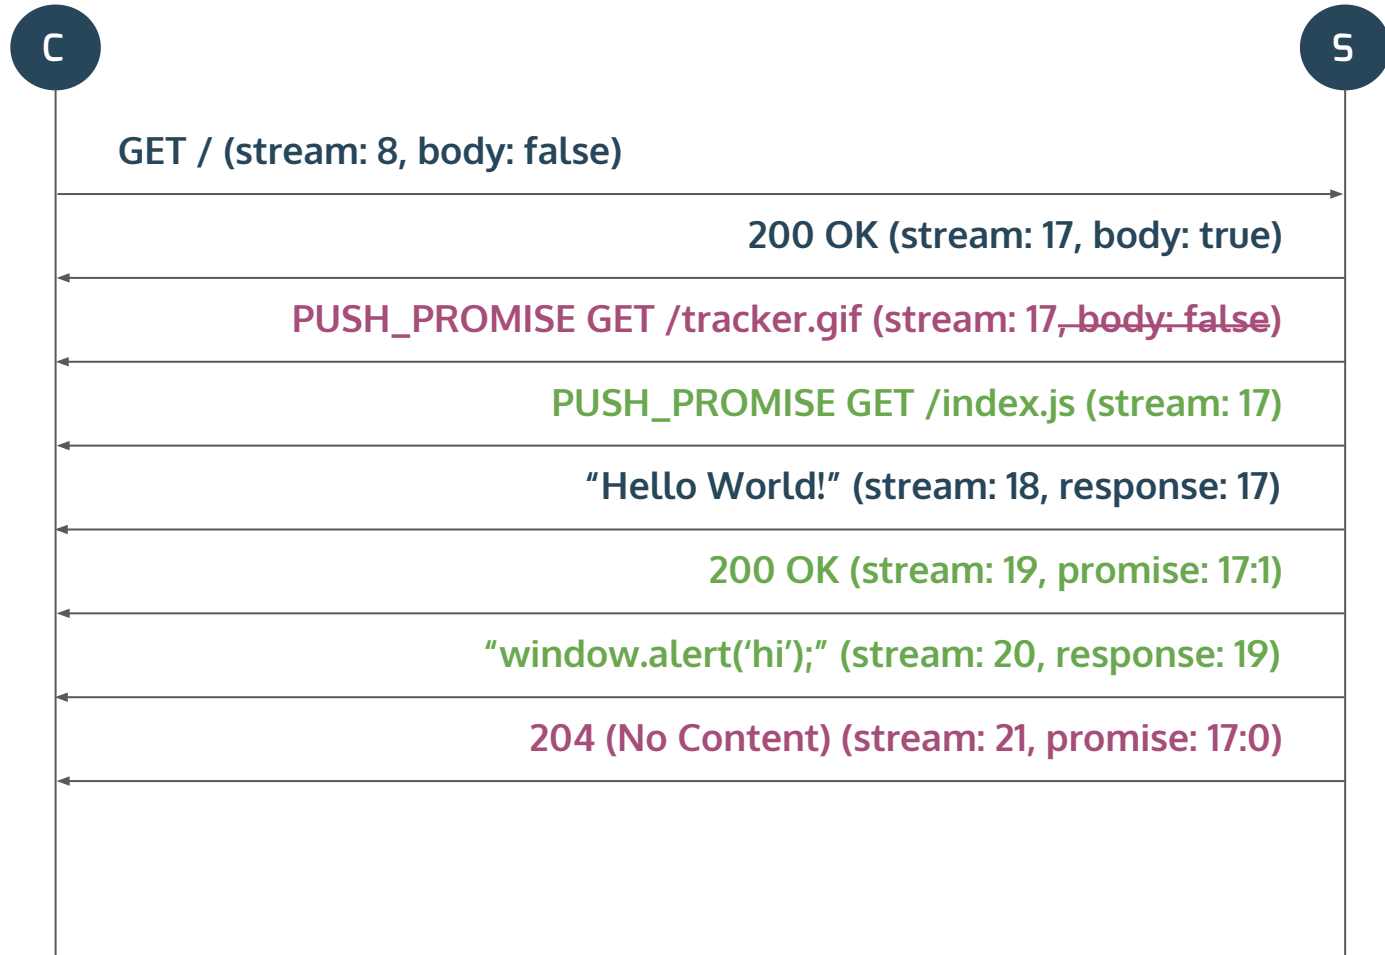 C
S
GET / (stream: 8, body: false)
200 OK (stream: 17, body: true)
PUSH_PROMISE GET /tracker.gif (stream: 17, body: false)
PUSH_PROMISE GET /index.js (stream: 17)
“Hello World!” (stream: 18, response: 17)
200 OK (stream: 19, promise: 17:1)
“window.alert(‘hi’);” (stream: 20, response: 19)
204 (No Content) (stream: 21, promise: 17:0)